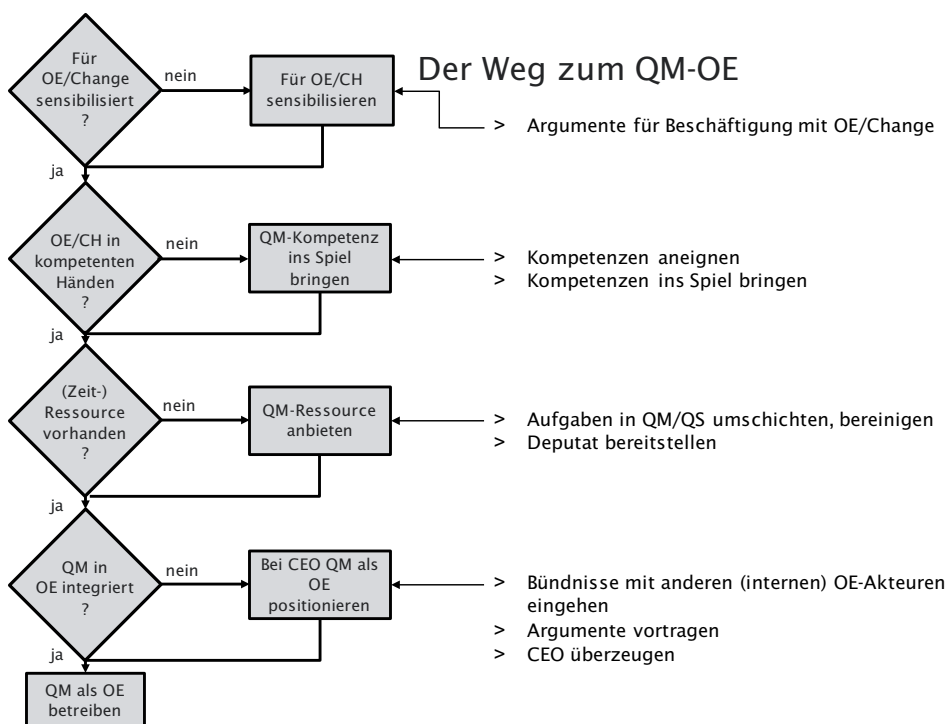 Der Weg zum QM-OE
Für
OE/Change
sensibilisiert
?
nein
Für OE/CH
sensibilisieren
> Argumente für Beschäftigung mit OE/Change
ja
OE/CH in
kompetenten
Händen
?
nein
QM-Kompetenz
ins Spiel
bringen
> Kompetenzen aneignen
> Kompetenzen ins Spiel bringen
ja
(Zeit-)
Ressource
vorhanden
?
nein
QM-Ressource
anbieten
> Aufgaben in QM/QS umschichten, bereinigen
> Deputat bereitstellen
ja
QM in
OE integriert
?
nein
Bei CEO QM als
OE
positionieren
> Bündnisse mit anderen (internen) OE-Akteuren
eingehen
> Argumente vortragen
> CEO überzeugen
ja
QM als OE
betreiben